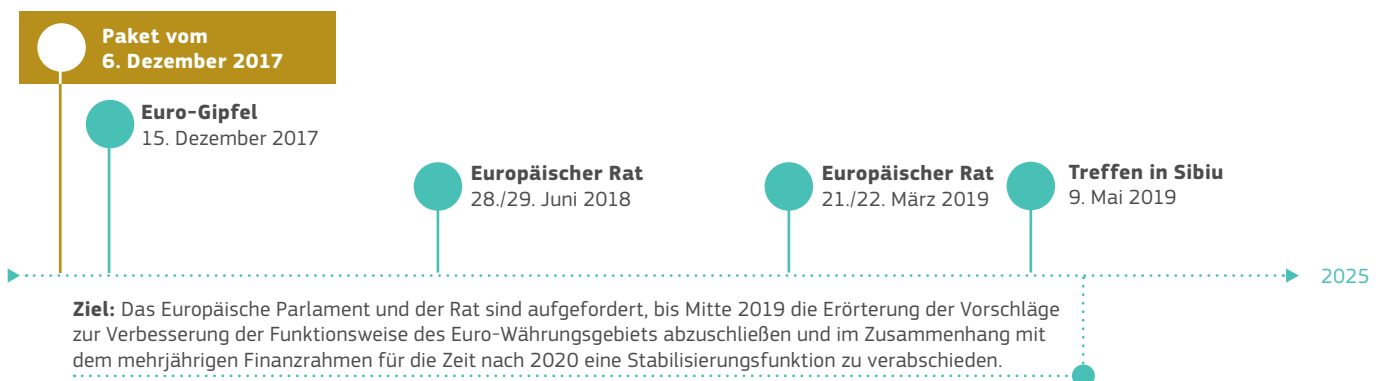 Paket vom
6. Dezember 2017
Euro-Gipfel
15. Dezember 2017
Europäischer Rat
28./29. Juni 2018
Europäischer Rat
21./22. März 2019
Treffen in Sibiu
9. Mai 2019
2025
Ziel: Das Europäische Parlament und der Rat sind aufgefordert, bis Mitte 2019 die Erörterung der Vorschläge
zur Verbesserung der Funktionsweise des Euro-Währungsgebiets abzuschließen und im Zusammenhang mit
dem mehrjährigen Finanzrahmen für die Zeit nach 2020 eine Stabilisierungsfunktion zu verabschieden.